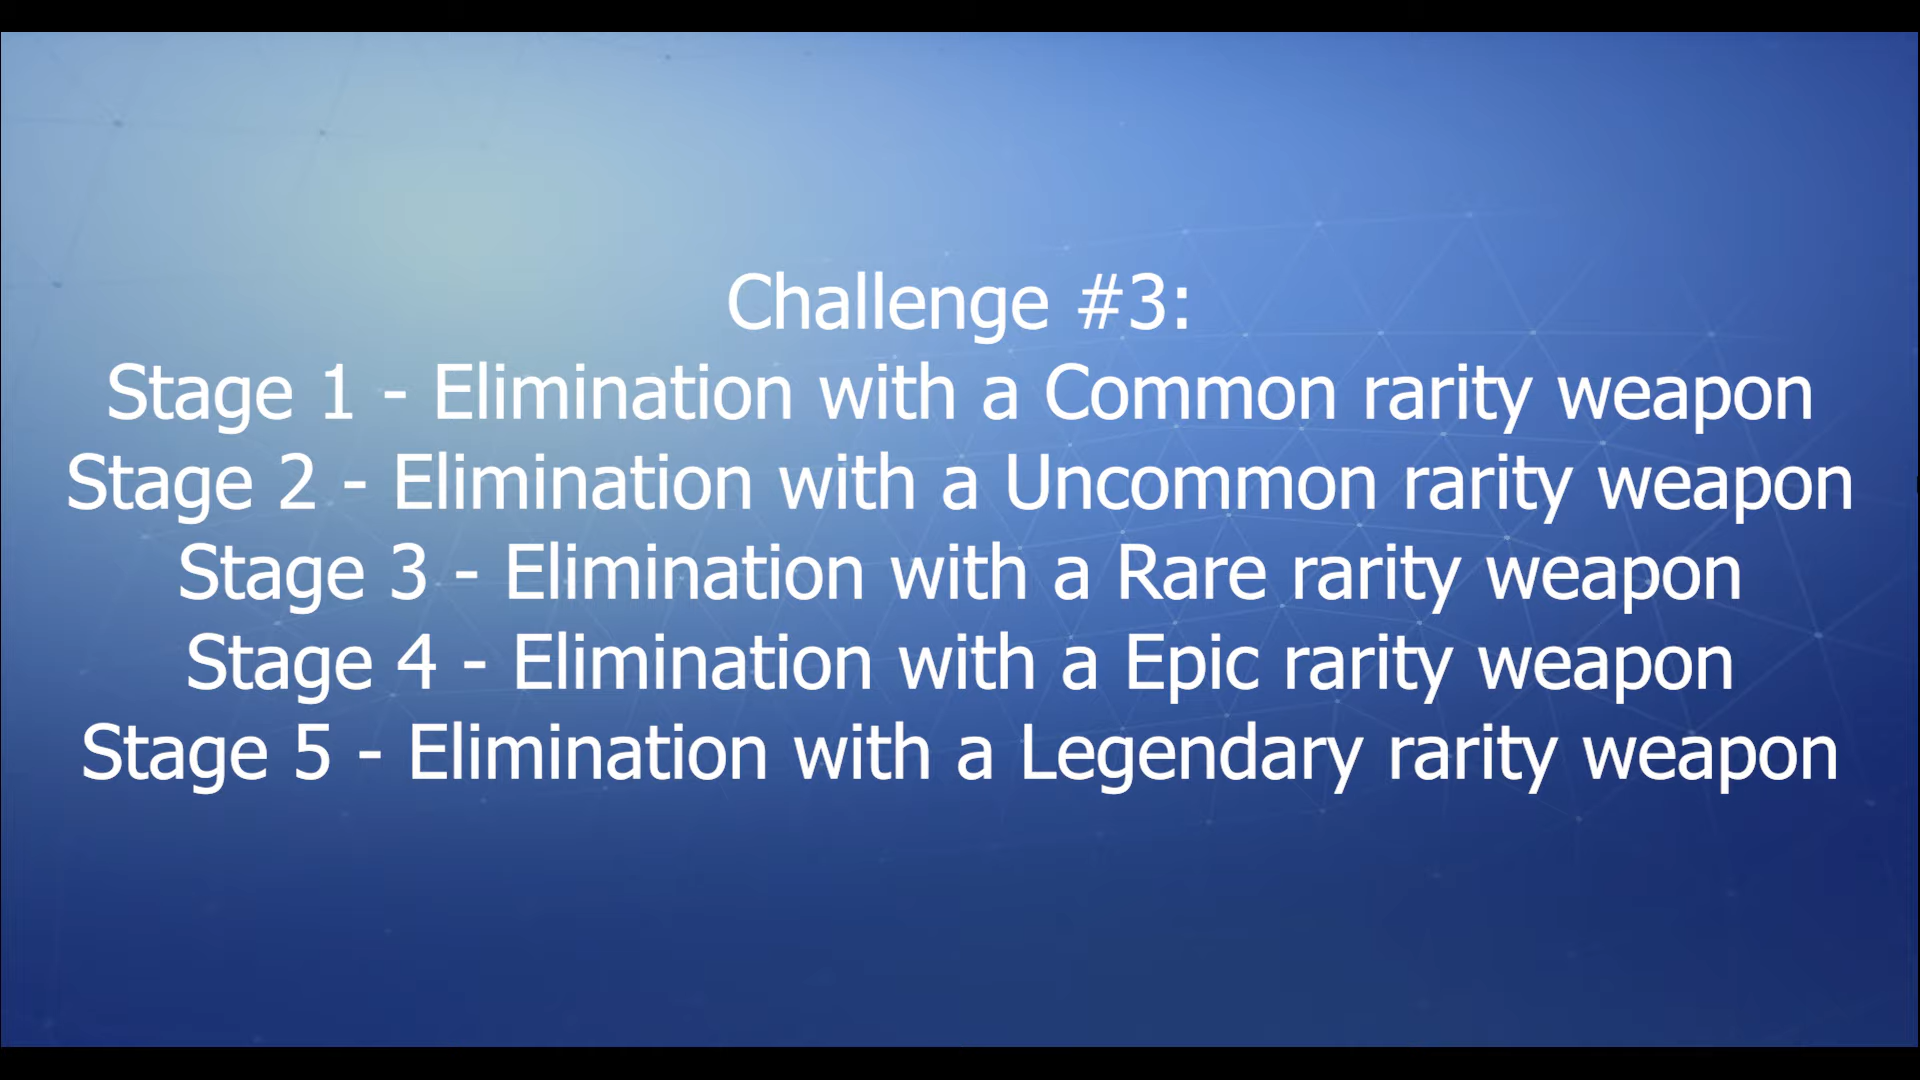 Challenge #3:
Stage 1 - Elimination with a Common rarity weapon
Stage 2 - Elimination with a Uncommon rarity weapon
Stage 3 - Elimination with a Rare rarity weapon
Stage 4 - Elimination with a Epic rarity weapon
Stage 5 - Elimination with a Legendary rarity weapon